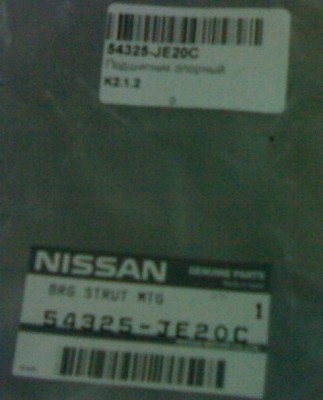 54325-JE20C
Подшипник опорный
K2.1.2
NISSAN GENUINE PARTS
BRG STRUT MTG
1
54325-JE20C